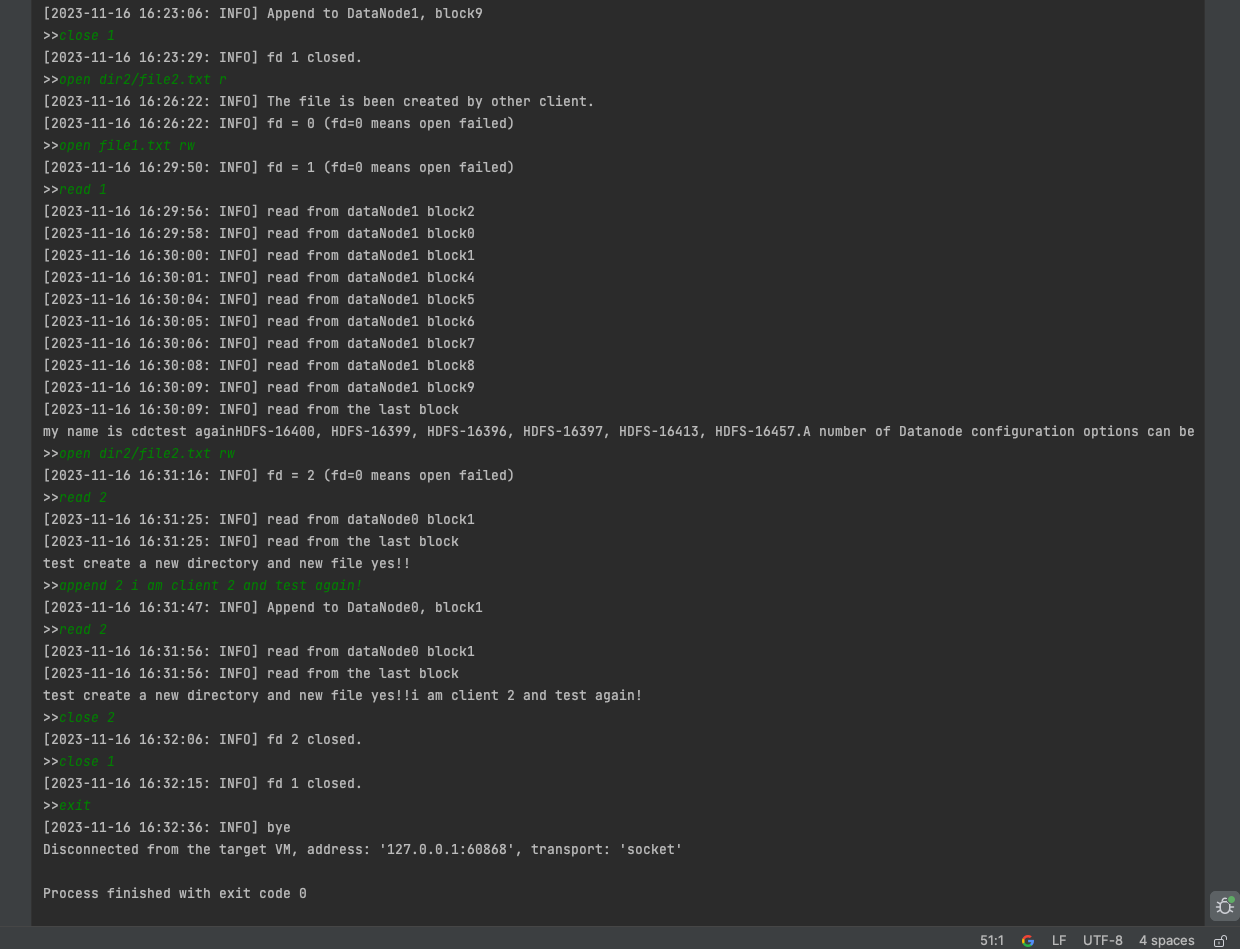 [2023-11-16 16:23:06: INFO] Append to DataNode1, block9
>>close 1
[2023-11-16 16:23:29: INFO] fd 1 closed.
>>open dir2/file2.txt r
[2023-11-16 16:26:22: INFO] The file is been created by other client.
[2023-11-16 16:26:22: INFO] fd = 0 (fd=0 means open failed)
>>open file1.txt rw
[2023-11-16 16:29:50: INFO] fd = 1 (fd=0 means open failed)
>>read 1
[2023-11-16 16:29:56: INFO] read from dataNode1 block2
[2023-11-16 16:29:58: INFO] read from dataNode1 block0
[2023-11-16 16:30:00: INFO] read from dataNode1 block1
[2023-11-16 16:30:01: INFO] read from dataNode1 block4
[2023-11-16 16:30:04: INFO] read from dataNode1 block5
[2023-11-16 16:30:05: INFO] read from dataNode1 block6
[2023-11-16 16:30:06: INFO] read from dataNode1 block7
[2023-11-16 16:30:08: INFO] read from dataNode1 block8
[2023-11-16 16:30:09: INFO] read from dataNode1 block9
[2023-11-16 16:30:09: INFO] read from the last block
my name is cdctest againHDFS-16400, HDFS-16399, HDFS-16396, HDFS-16397, HDFS-16413, HDFS-16457.A number of Datanode configuration options can be
>>open dir2/file2.txt rw
[2023-11-16 16:31:16: INFO] fd = 2 (fd=0 means open failed)
>>read 2
[2023-11-16 16:31:25: INFO] read from dataNode0 block1
[2023-11-16 16:31:25: INFO] read from the last block
test create a new directory and new file yes!!
>>append 2 i am client 2 and test again!
[2023-11-16 16:31:47: INFO] Append to DataNode0, block1
>>read 2
[2023-11-16 16:31:56: INFO] read from dataNode0 block1
[2023-11-16 16:31:56: INFO] read from the last block
test create a new directory and new file yes!!i am client 2 and test again!
>>close 2
[2023-11-16 16:32:06: INFO] fd 2 closed.
>>close 1
[2023-11-16 16:32:15: INFO] fd 1 closed.
>>exit
[2023-11-16 16:32:36: INFO] bye
Disconnected from the target VM, address: '127.0.0.1:60868', transport: 'socket'
Process finished with exit code 0
51:1 G LF UTF-8 4 spaces